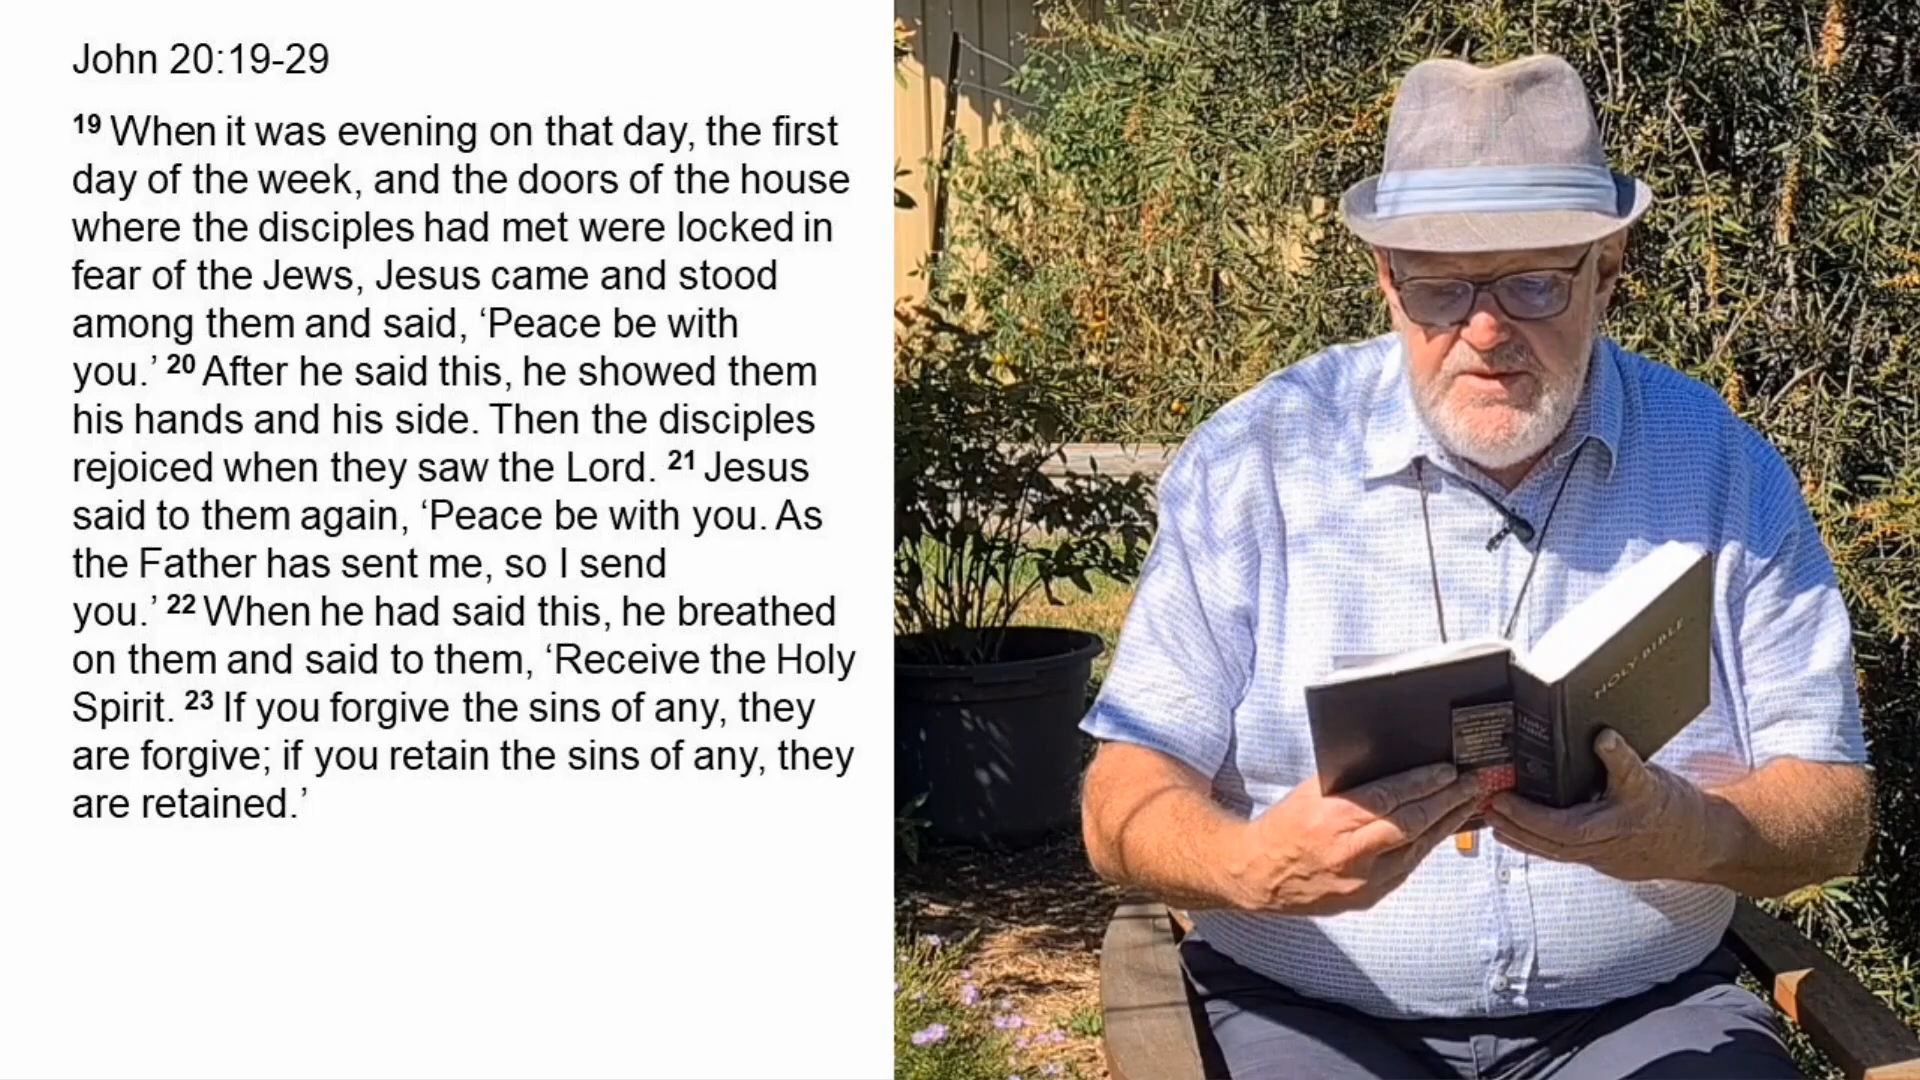 John 20:19-29
19 When it was evening on that day, the first
day of the week, and the doors of the house
where the disciples had met were locked in
fear of the Jews, Jesus came and stood
among them and said, ‘Peace be with
you.’ 20 After he said this, he showed them
his hands and his side. Then the disciples
rejoiced when they saw the Lord. 21 Jesus
said to them again, ‘Peace be with you. As
the Father has sent me, so I send
you.’ 22 When he had said this, he breathed
on them and said to them, ‘Receive the Holy
Spirit. 23 If you forgive the sins of any, they
are forgive; if you retain the sins of any, they
are retained.’
HOLY BIBLE